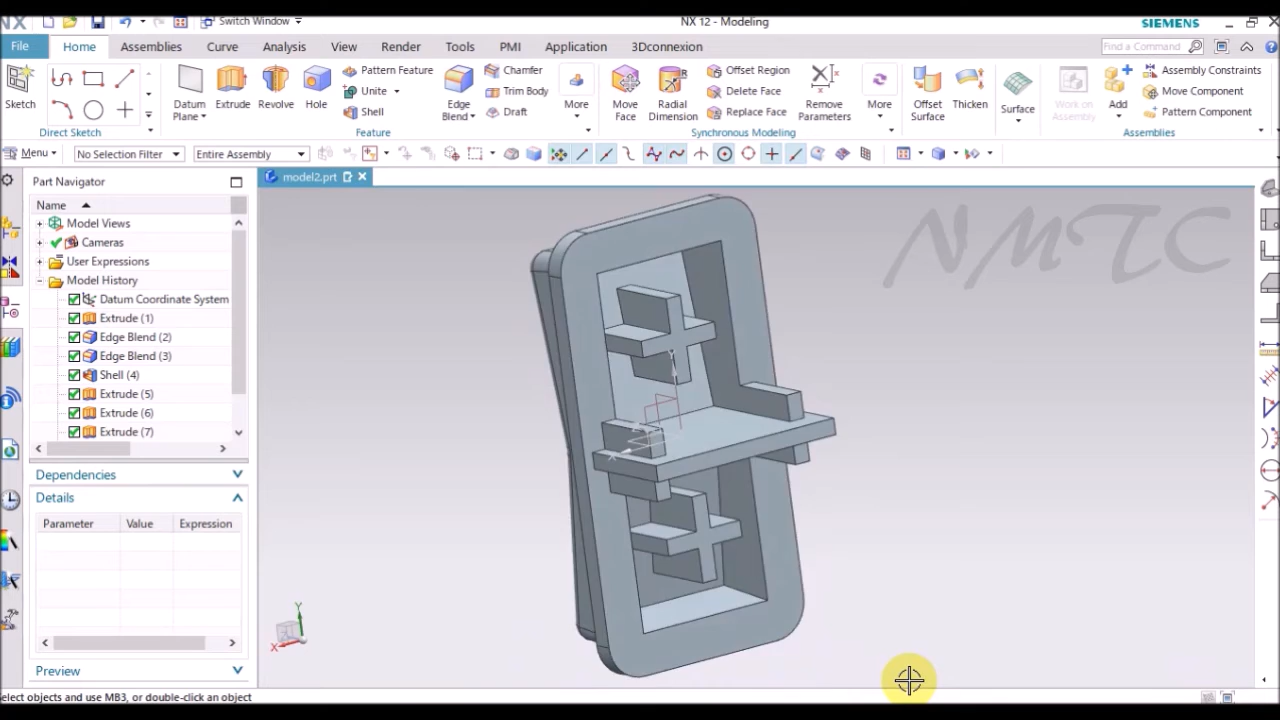 NX
Switch Window
NX 12 - Modeling
SIEMENS
File Home Assemblies Curve Analysis View Render Tools PMI Application 3Dconnexion
Find a Command
Sketch
Direct Sketch
Datum Plane
Extrude
Revolve
Hole
Pattern Feature
Unite
Shell
Edge Blend
Chamfer
Trim Body
Draft
More
Feature
Move Face
Radial Dimension
Offset Region
Delete Face
Replace Face
Remove Parameters
More
Synchronous Modeling
Offset Surface
Thicken
Surface
Work on Assembly
Add
Assembly Constraints
Move Component
Pattern Component
Assemblies
Menu
No Selection Filter
Entire Assembly
Part Navigator
model2.prt
Name
Model Views
Cameras
User Expressions
Model History
Datum Coordinate System
Extrude (1)
Edge Blend (2)
Edge Blend (3)
Shell (4)
Extrude (5)
Extrude (6)
Extrude (7)
Dependencies
Details
Parameter Value Expression
Preview
NMTC
Y
X
elect objects and use MB3, or double-click an object